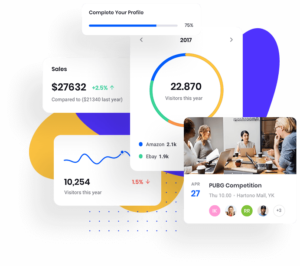 Complete Your Profile
75%
2017
Sales
$27632 +2.5%
Compared to ($21340 last year)
22.870
Visitors this year
Amazon 2.1k
Ebay 1.9k
10,254 1.5%
Visitors this year
APR
27
PUBG Competition
Thu 10.00 - Hartono Mall, YK
+3